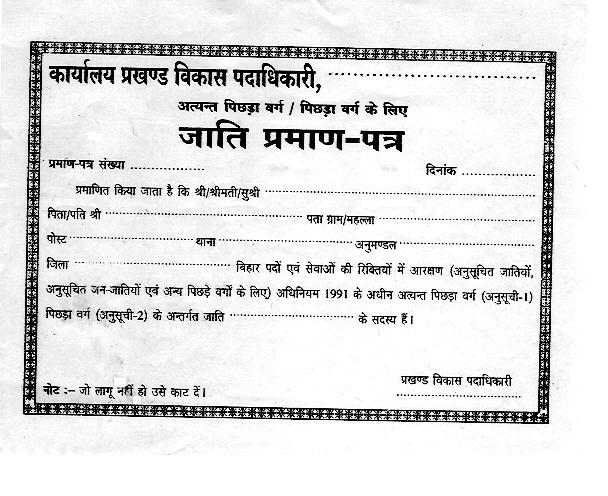 कार्यालय प्रखण्ड विकास पदाधिकारी, ........................
अत्यन्त पिछड़ा वर्ग / पिछड़ा वर्ग के लिए
जाति प्रमाण-पत्र
प्रमाण-पत्र संख्या .................... दिनांक ....................
प्रमाणित किया जाता है कि श्री/श्रीमती/सुश्री ........................
पिता/पति श्री ........................ पता ग्राम/महल्ला ........................
पोस्ट .................... थाना .................... अनुमण्डल ....................
जिला .................... बिहार पदों एवं सेवाओं की रिक्तियों में आरक्षण (अनुसूचित जातियों,
अनुसूचित जन-जातियों एवं अन्य पिछड़े वर्गों के लिए) अधिनियम 1991 के अधीन अत्यन्त पिछड़ा वर्ग (अनुसूची-1)
पिछड़ा वर्ग (अनुसूची-2) के अन्तर्गत जाति .................... के सदस्य हैं।
प्रखण्ड विकास पदाधिकारी
....................
नोट :– जो लागू नहीं हो उसे काट दें।